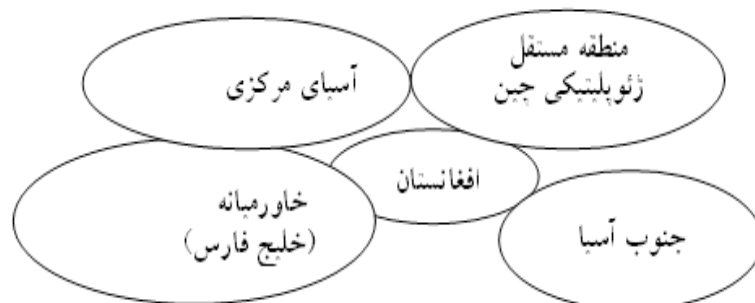 منطقه مستقل
ژئوپلیتیکی چین
آسیای مرکزی
افغانستان
خاورمیانه
(خلیج فارس)
جنوب آسیا